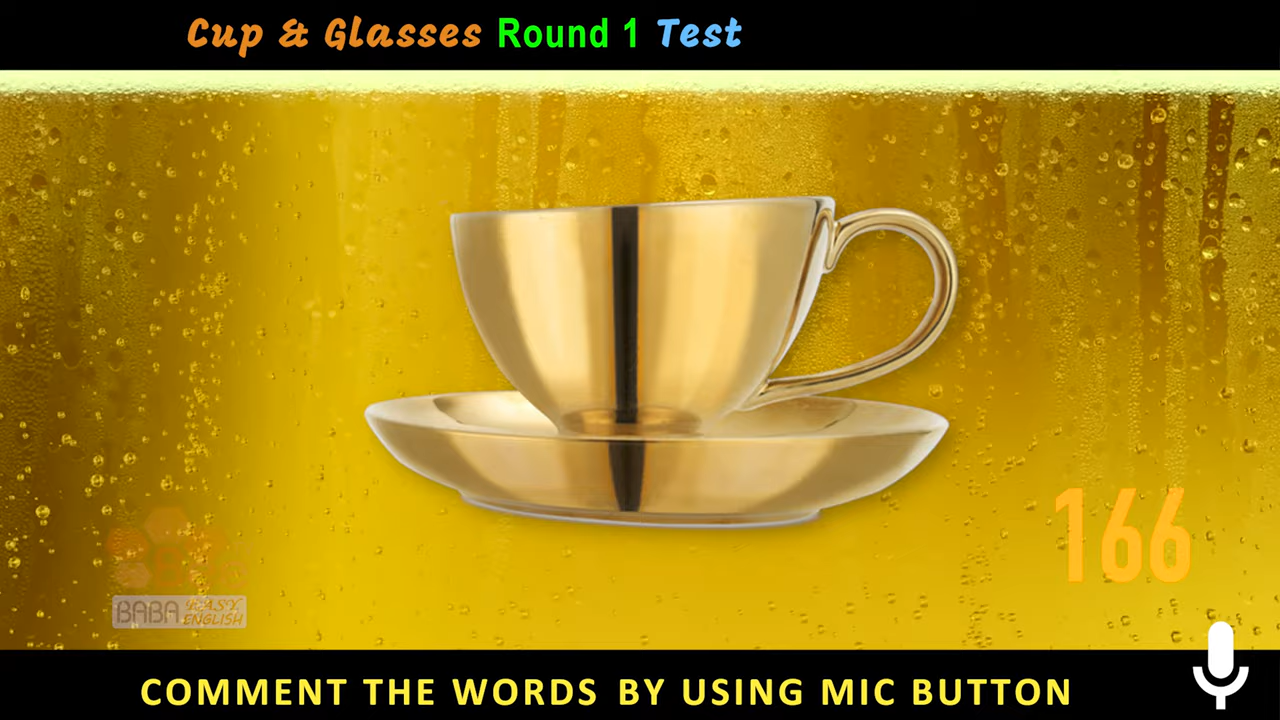 Cup & Glasses Round 1 Test
166
BABA EASY
ENGLISH
COMMENT THE WORDS BY USING MIC BUTTON